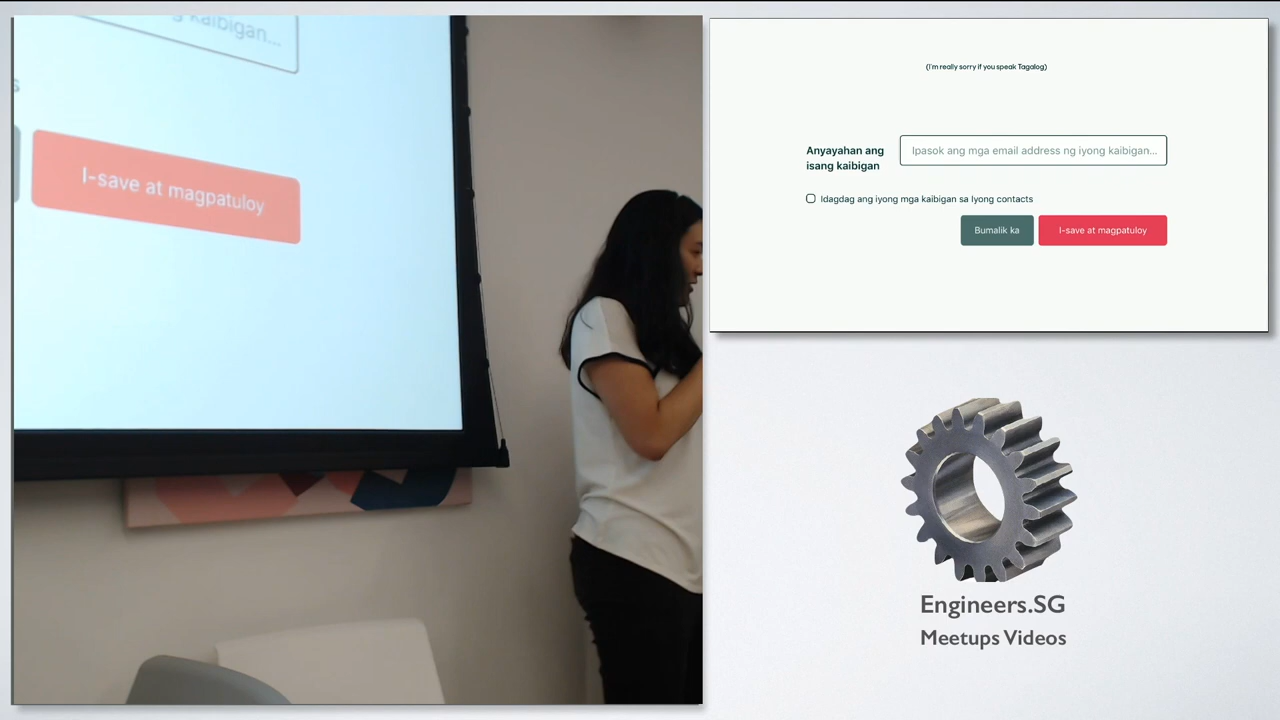 g kaibigan...
s
I-save at magpatuloy
(I'm really sorry if you speak Tagalog)
Anyayahan ang
isang kaibigan
Ipasok ang mga email address ng iyong kaibigan...
Idagdag ang iyong mga kaibigan sa Iyong contacts
Bumalik ka
I-save at magpatuloy
Engineers.SG
Meetups Videos